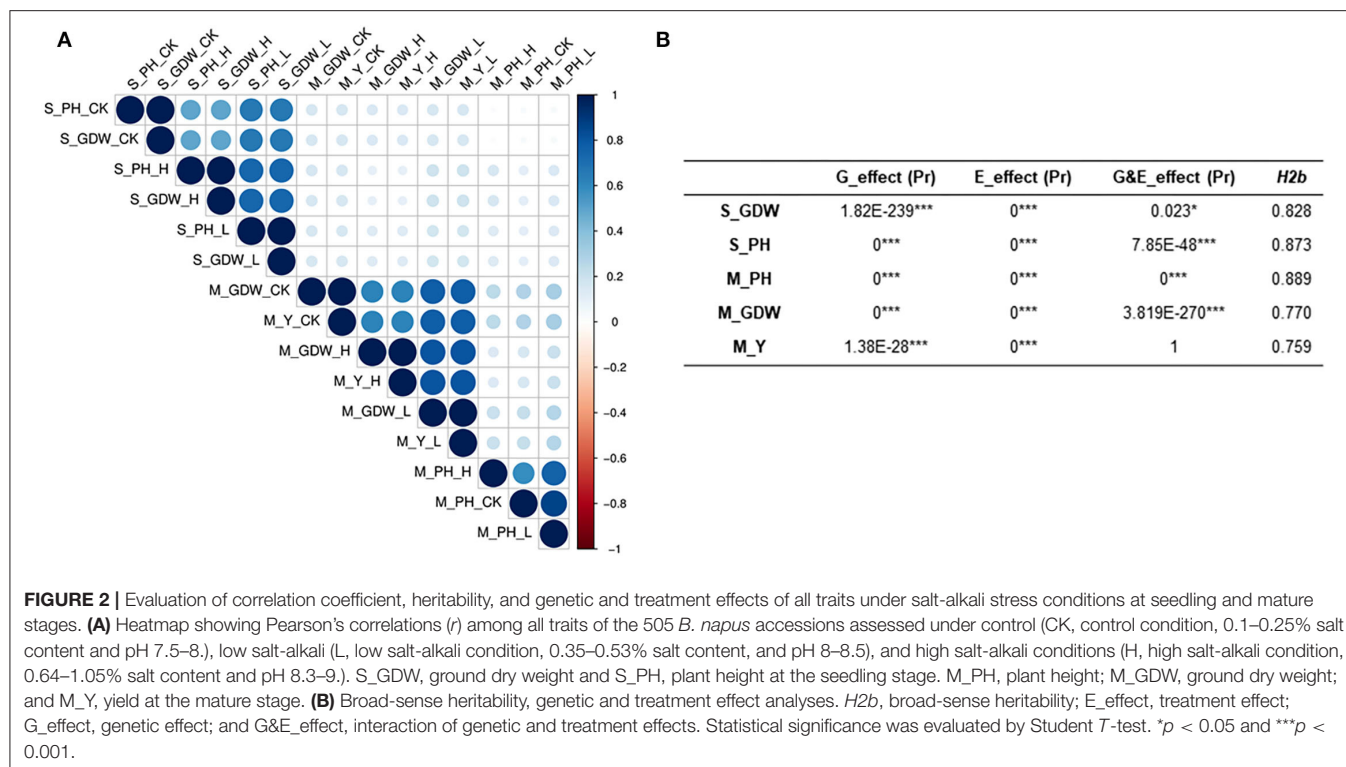 A
S_PH_CK
S_GDW_CK
S_PH_H
S_GDW_H
S_PH_L
S_GDW_L
M_GDW_CK
M_Y_CK
M_GDW_H
M_Y_H
M_GDW_L
M_Y_L
M_PH_H
M_PH_CK
M_PH_L
S_PH_CK
S_GDW_CK
S_PH_H
S_GDW_H
S_PH_L
S_GDW_L
M_GDW_CK
M_Y_CK
M_GDW_H
M_Y_H
M_GDW_L
M_Y_L
M_PH_H
M_PH_CK
M_PH_L
1
0.8
0.6
0.4
0.2
0
−0.2
−0.4
−0.6
−0.8
−1
B
G_effect (Pr) E_effect (Pr) G&E_effect (Pr) H2b
S_GDW 1.82E-239*** 0*** 0.023* 0.828
S_PH 0*** 0*** 7.85E-48*** 0.873
M_PH 0*** 0*** 0*** 0.889
M_GDW 0*** 0*** 3.819E-270*** 0.770
M_Y 1.38E-28*** 0*** 1 0.759
FIGURE 2 | Evaluation of correlation coefficient, heritability, and genetic and treatment effects of all traits under salt-alkali stress conditions at seedling and mature
stages. (A) Heatmap showing Pearson's correlations (r) among all traits of the 505 B. napus accessions assessed under control (CK, control condition, 0.1–0.25% salt
content and pH 7.5–8.), low salt-alkali (L, low salt-alkali condition, 0.35–0.53% salt content, and pH 8–8.5), and high salt-alkali conditions (H, high salt-alkali condition,
0.64–1.05% salt content and pH 8.3–9.). S_GDW, ground dry weight and S_PH, plant height at the seedling stage. M_PH, plant height; M_GDW, ground dry weight;
and M_Y, yield at the mature stage. (B) Broad-sense heritability, genetic and treatment effect analyses. H2b, broad-sense heritability; E_effect, treatment effect;
G_effect, genetic effect; and G&E_effect, interaction of genetic and treatment effects. Statistical significance was evaluated by Student T-test. *p < 0.05 and ***p <
0.001.